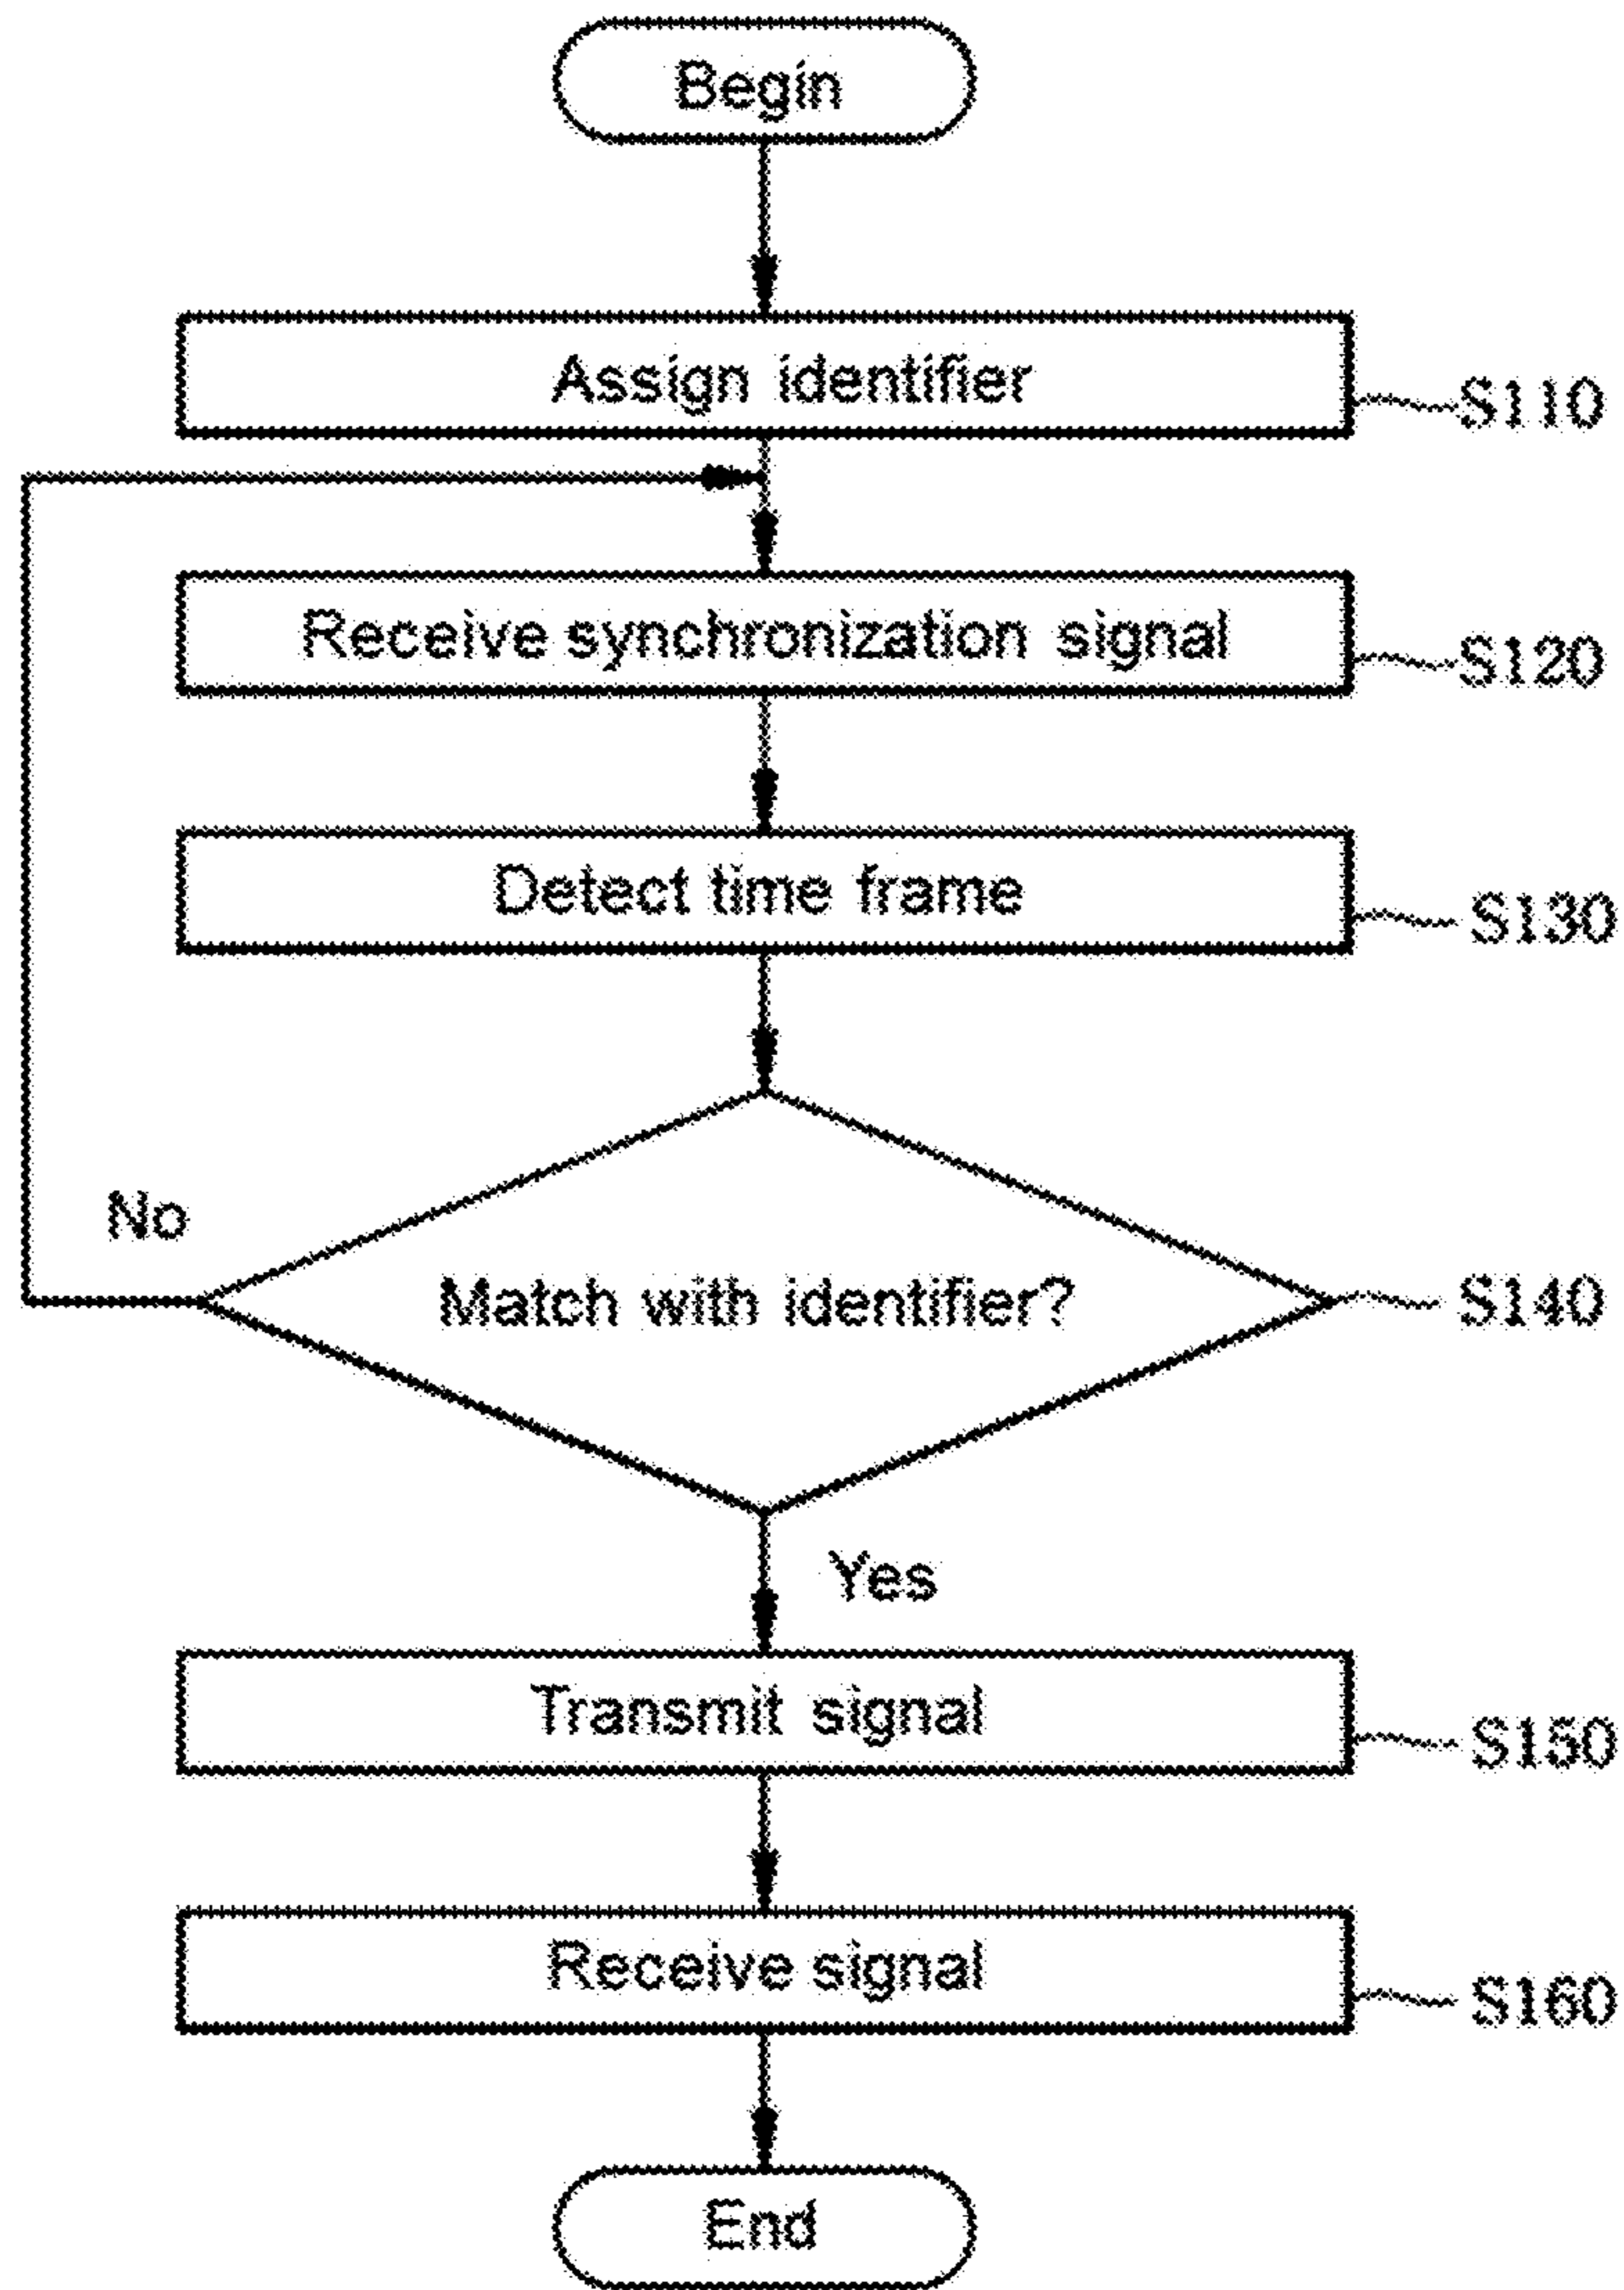 Begin
Assign identifier
S110
Receive synchronization signal
S120
Detect time frame
S130
No
Match with identifier?
S140
Yes
Transmit signal
S150
Receive signal
S160
End